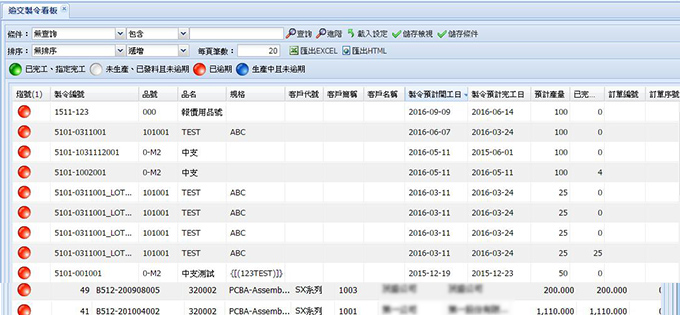 逾交製令看板
條件： 無查詢 包含 查詢 進階 載入設定 儲存檢視 儲存條件
排序： 無排序 遞增 每頁筆數： 20 匯出EXCEL 匯出HTML
已完工、指定完工 未生產、已發料且未逾期 已逾期 生產中且未逾期
燈號(1) 製令編號 品號 品名 規格 客戶代號 客戶簡稱 客戶名稱 製令預計開工日 製令預計完工日 預計產量 已完... 訂單編號 訂單序號
1511-123 000 報價用品號 2016-09-09 2016-06-14 100 0
5101-0311001 101001 TEST ABC 2016-06-07 2016-03-24 100 0
5101-1031112001 0-M2 中支 2016-05-11 2015-06-01 100 0
5101-1002001 0-M2 中支 2016-05-11 2016-05-11 100 4
5101-0311001_LOT... 101001 TEST ABC 2016-03-11 2016-03-24 25 0
5101-0311001_LOT... 101001 TEST ABC 2016-03-11 2016-03-24 25 0
5101-0311001_LOT... 101001 TEST ABC 2016-03-11 2016-03-24 25 0
5101-0311001_LOT... 101001 TEST ABC 2016-03-11 2016-03-24 25 25
5101-001001 0-M2 中支測試 {[(123TEST)]} 2015-12-19 2015-12-23 50 0
49 B512-200908005 320002 PCBA-Assemb... SX系列 1003 200.000 200.000
41 B512-201004002 320002 PCBA-Assemb... SX系列 1001 1,110.000 1,110.000